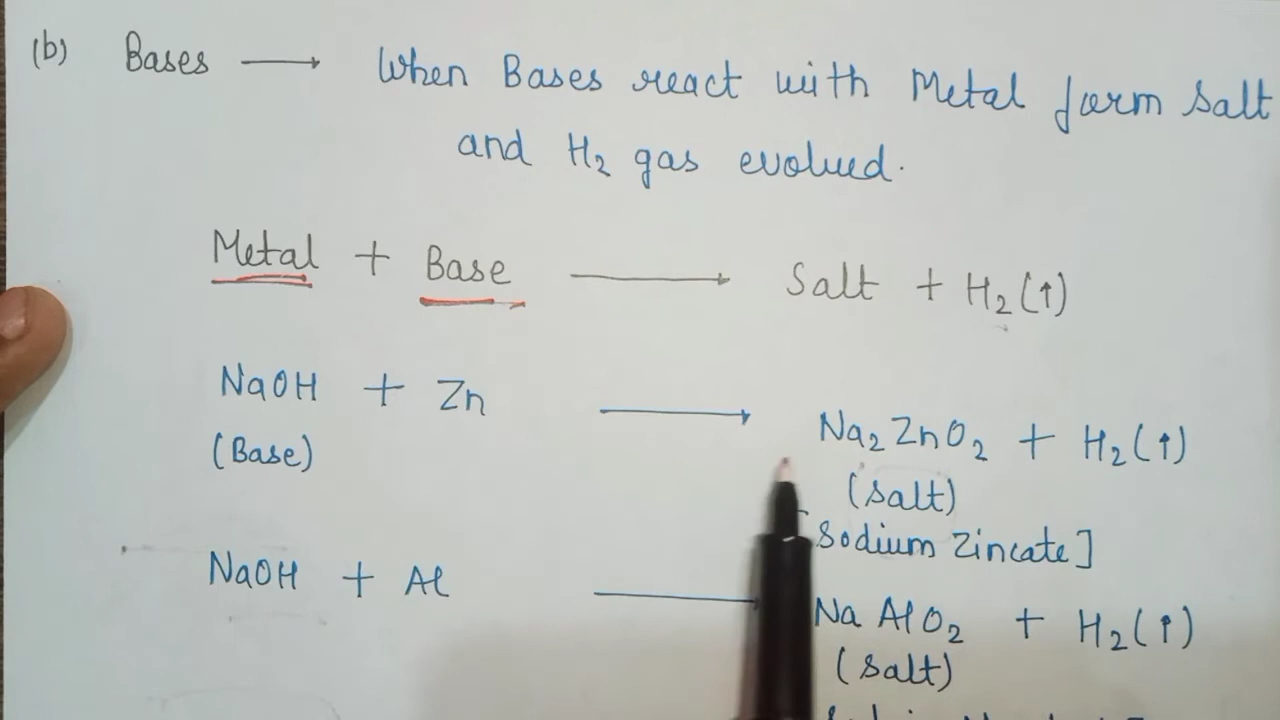 (b) Bases → When Bases react with Metal form Salt
and H₂ gas evolued.
Metal + Base → Salt + H₂(↑)
NaOH + Zn → Na₂ZnO₂ + H₂(↑)
(Base) (Salt)
Sodium Zincate]
NaOH + Al → NaAlO₂ + H₂(↑)
(Salt)